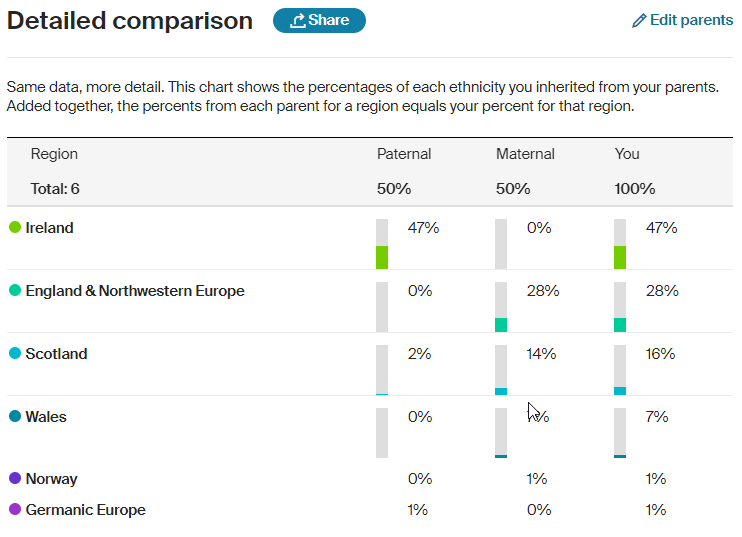 Detailed comparison Share Edit parents
Same data, more detail. This chart shows the percentages of each ethnicity you inherited from your parents.
Added together, the percents from each parent for a region equals your percent for that region.
Region Paternal Maternal You
Total: 6 50% 50% 100%
Ireland 47% 0% 47%
England & Northwestern Europe 0% 28% 28%
Scotland 2% 14% 16%
Wales 0% 7%
Norway 0% 1% 1%
Germanic Europe 1% 0% 1%